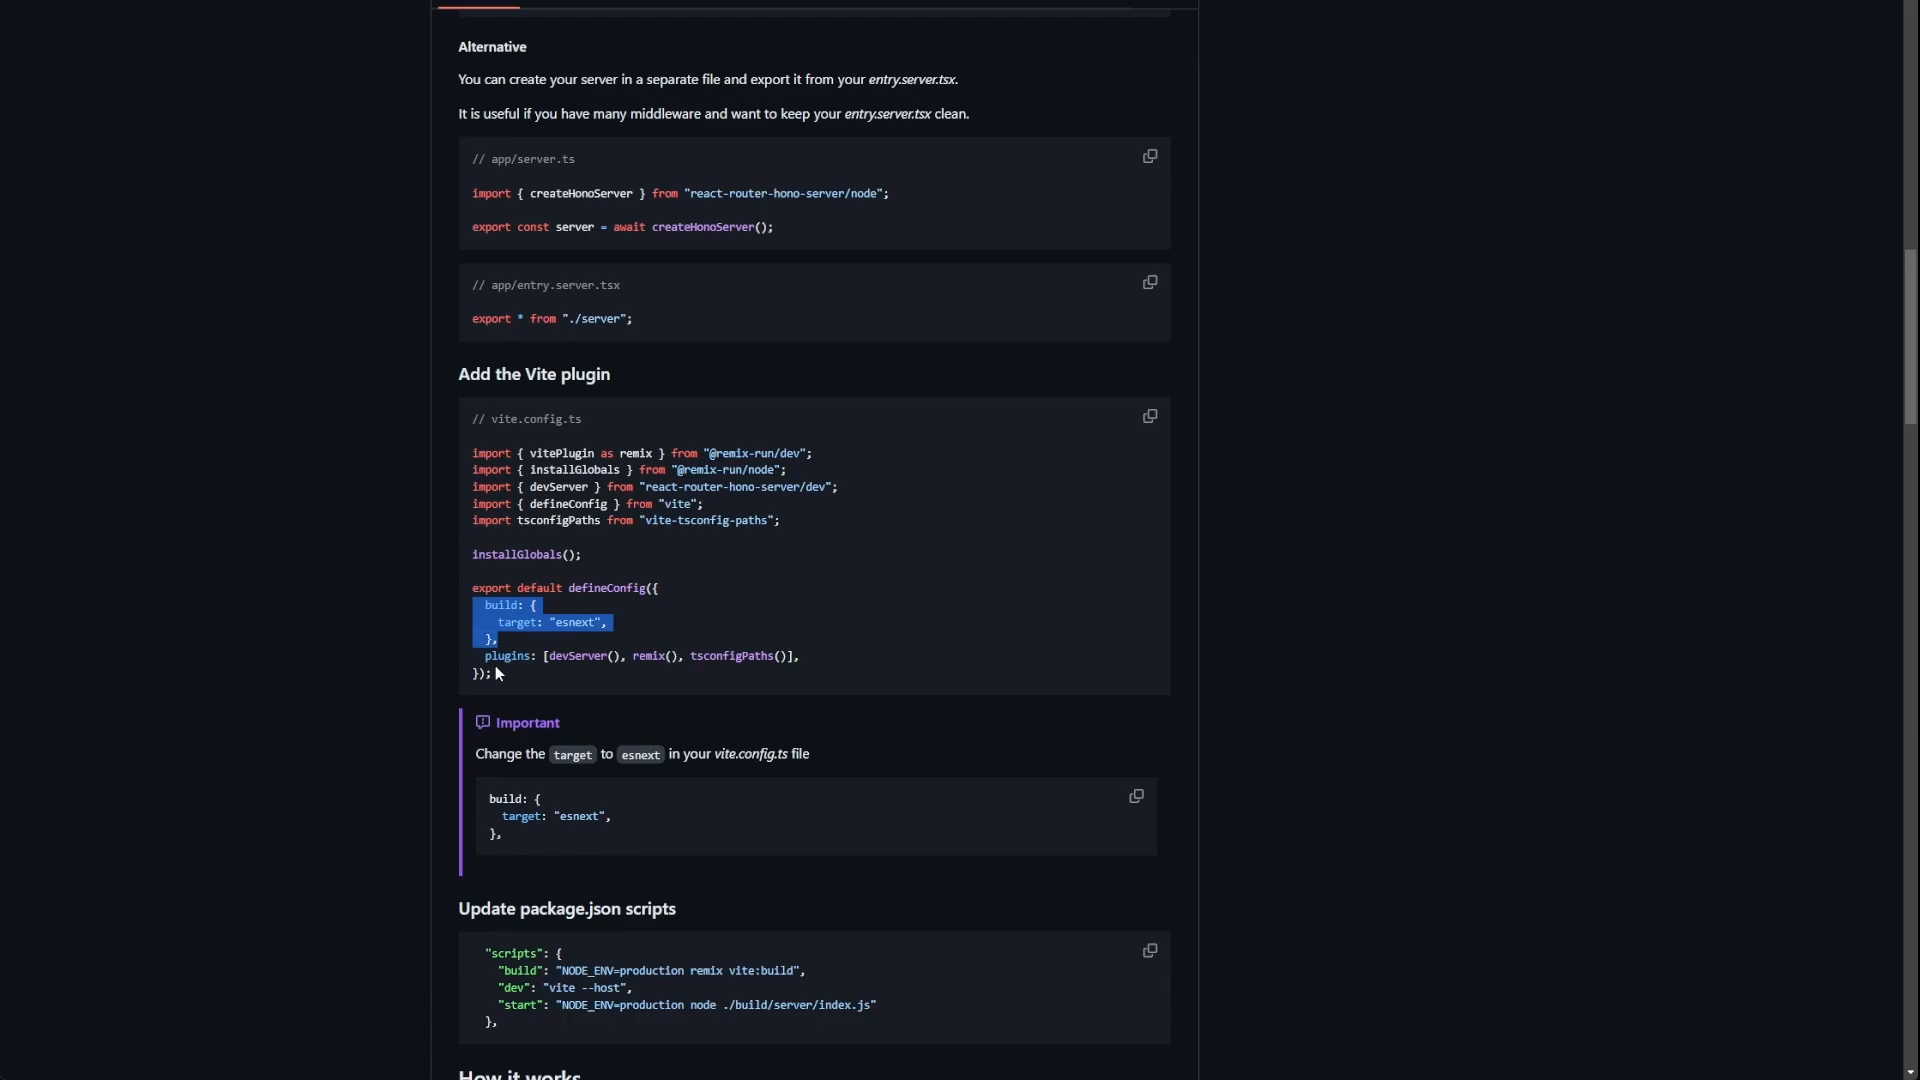 Alternative
You can create your server in a separate file and export it from your entry.server.tsx.
It is useful if you have many middleware and want to keep your entry.server.tsx clean.
// app/server.ts
import { createHonoServer } from "react-router-hono-server/node";
export const server = await createHonoServer();
// app/entry.server.tsx
export * from "./server";
Add the Vite plugin
// vite.config.ts
import { vitePlugin as remix } from "@remix-run/dev";
import { installGlobals } from "@remix-run/node";
import { devServer } from "react-router-hono-server/dev";
import { defineConfig } from "vite";
import tsconfigPaths from "vite-tsconfig-paths";
installGlobals();
export default defineConfig({
  build: {
    target: "esnext",
  },
  plugins: [devServer(), remix(), tsconfigPaths()],
});
Important
Change the target to esnext in your vite.config.ts file
build: {
  target: "esnext",
},
Update package.json scripts
  "scripts": {
    "build": "NODE_ENV=production remix vite:build",
    "dev": "vite --host",
    "start": "NODE_ENV=production node ./build/server/index.js"
  },
How it works